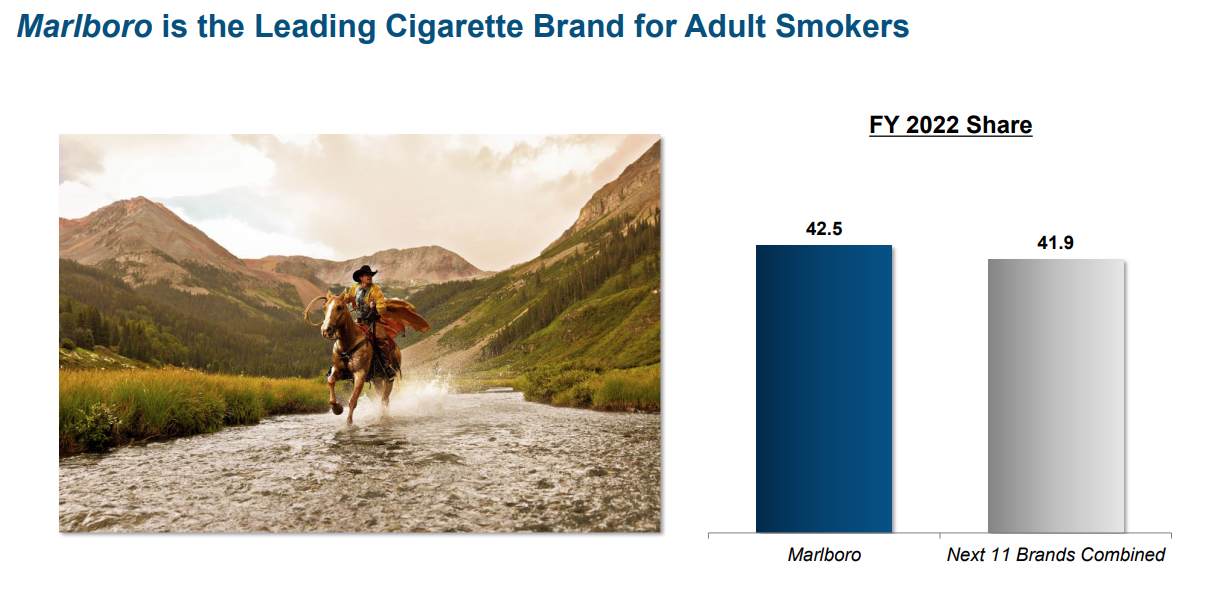 Marlboro is the Leading Cigarette Brand for Adult Smokers
FY 2022 Share
42.5
41.9
Marlboro
Next 11 Brands Combined